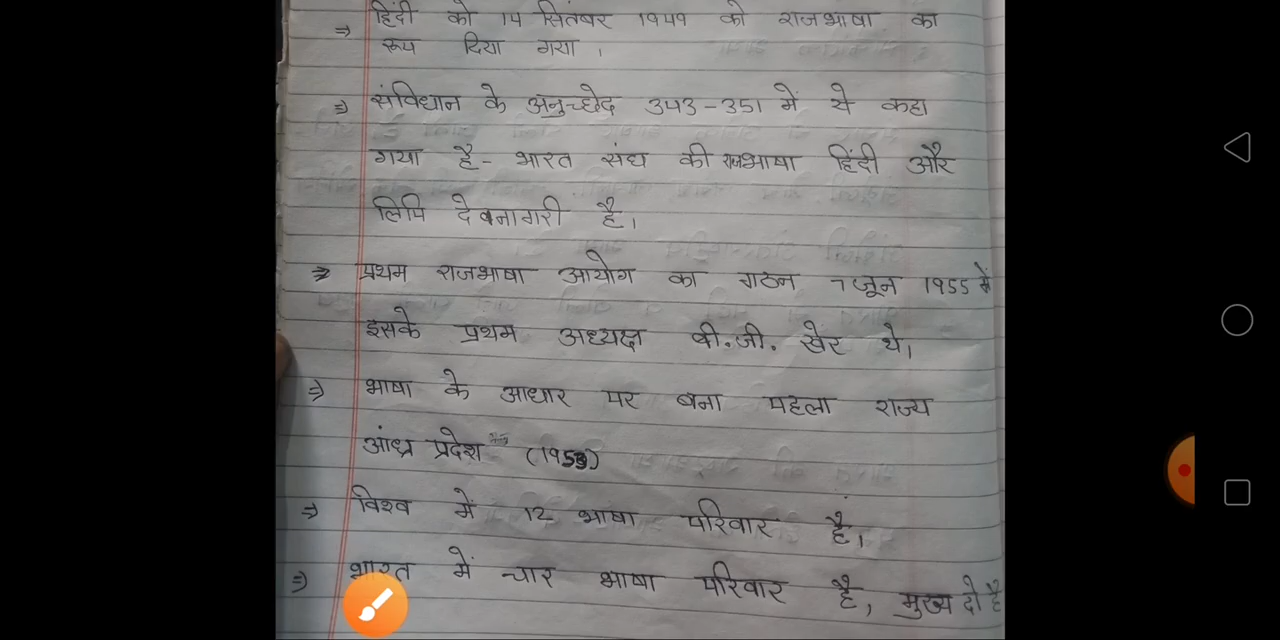 ⇒ हिंदी को 14 सितंबर 1949 को राजभाषा का
रूप दिया गया ।
⇒ संविधान के अनुच्छेद 343-351 में ये कहा
गया है - भारत संघ की राजभाषा हिंदी और
लिपि देवनागरी है।
⇒ प्रथम राजभाषा आयोग का गठन 7 जून 1955 में
इसके प्रथम अध्यक्ष बी.जी. खेर थे।
⇒ भाषा के आधार पर बना पहला राज्य
आंध्र प्रदेश (1953)
⇒ विश्व में 12 भाषा परिवार हैं।
⇒ भारत में चार भाषा परिवार है, मुख्य दो है